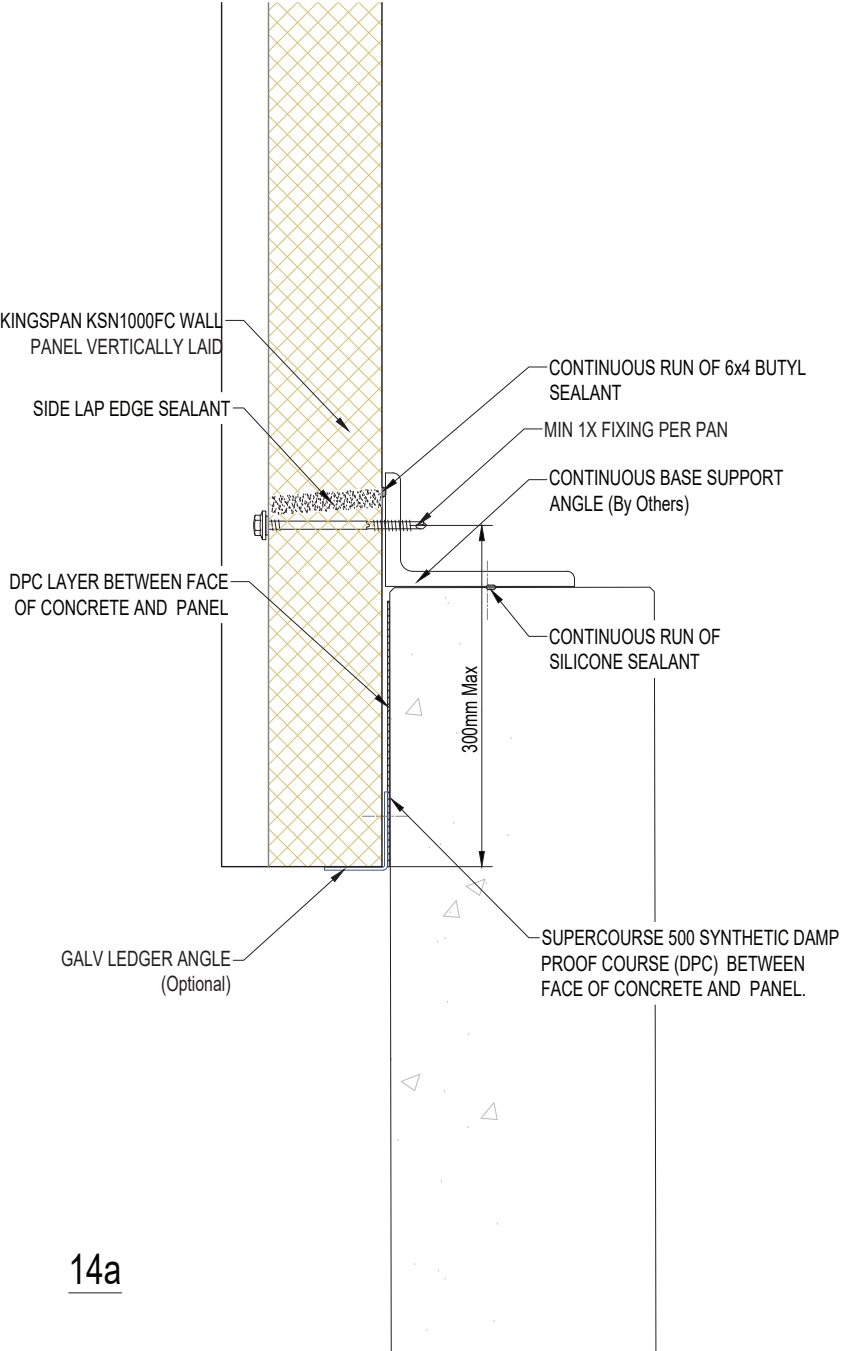 KINGSPAN KSN1000FC WALL
PANEL VERTICALLY LAID
SIDE LAP EDGE SEALANT
DPC LAYER BETWEEN FACE
OF CONCRETE AND PANEL
GALV LEDGER ANGLE
(Optional)
CONTINUOUS RUN OF 6x4 BUTYL
SEALANT
MIN 1X FIXING PER PAN
CONTINUOUS BASE SUPPORT
ANGLE (By Others)
CONTINUOUS RUN OF
SILICONE SEALANT
300mm Max
SUPERCOURSE 500 SYNTHETIC DAMP
PROOF COURSE (DPC) BETWEEN
FACE OF CONCRETE AND PANEL.
14a